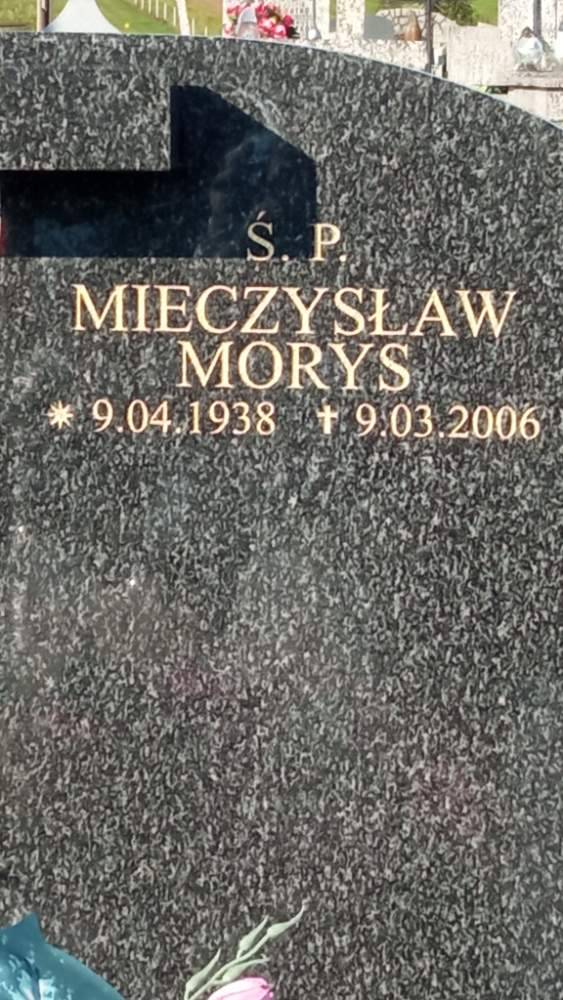 Ś. P.
MIECZYSŁAW
MORYS
* 9.04.1938 ✝ 9.03.2006